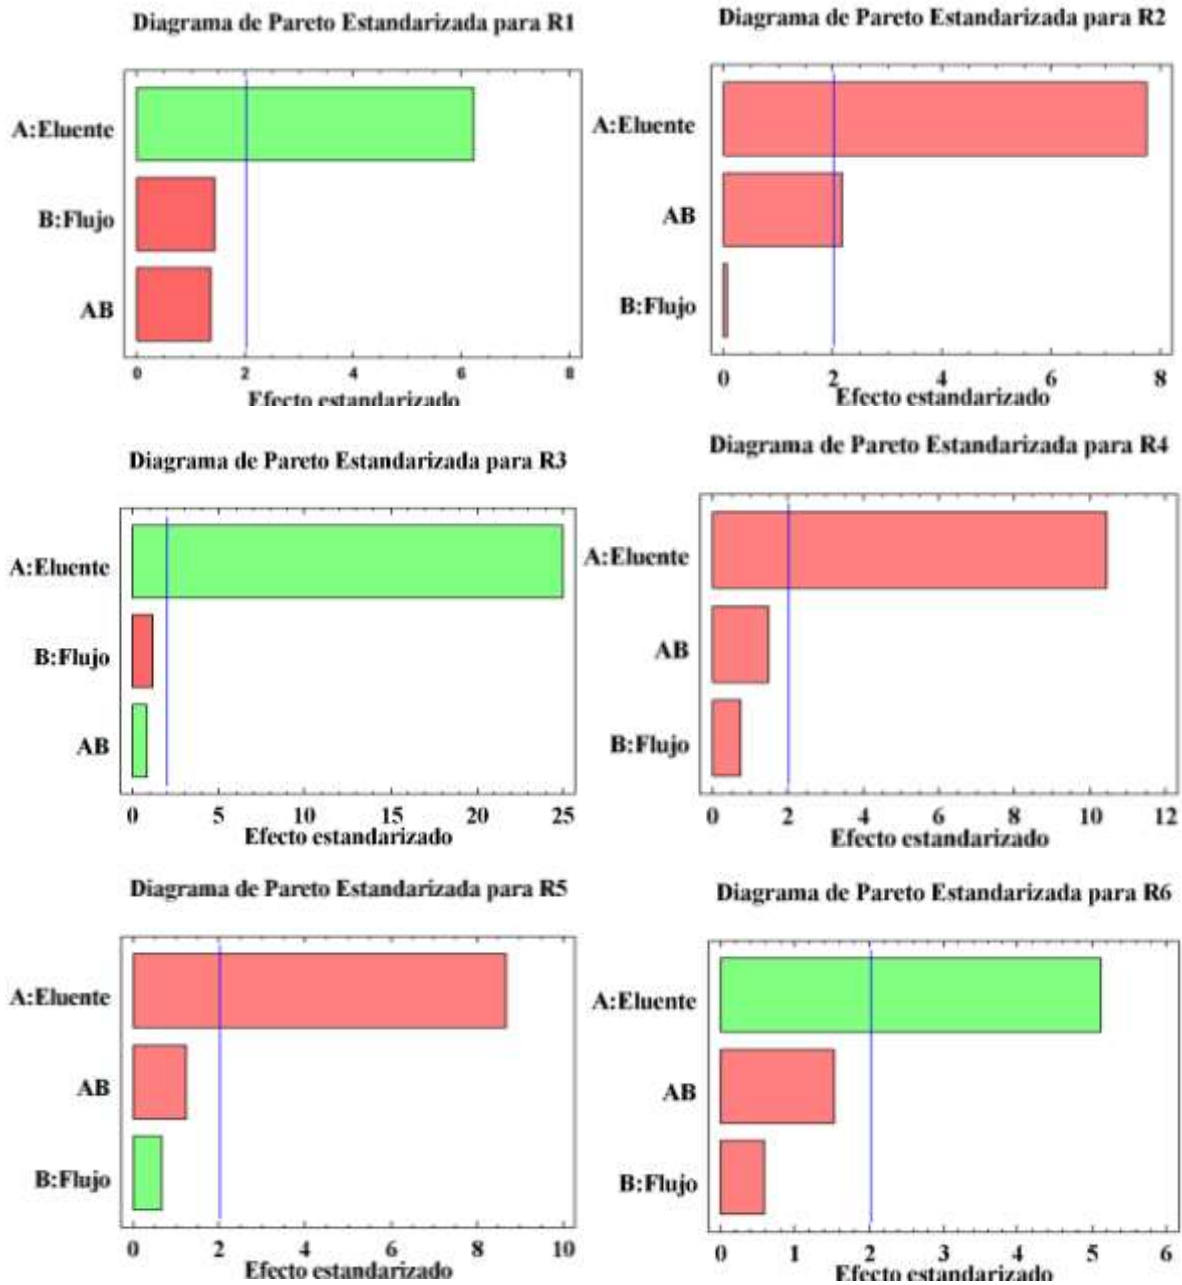 Diagrama de Pareto Estandarizada para R1
A:Eluente
B:Flujo
AB
0 2 4 6 8
Efecto estandarizado
Diagrama de Pareto Estandarizada para R2
A:Eluente
AB
B:Flujo
0 2 4 6 8
Efecto estandarizado
Diagrama de Pareto Estandarizada para R3
A:Eluente
B:Flujo
AB
0 5 10 15 20 25
Efecto estandarizado
Diagrama de Pareto Estandarizada para R4
A:Eluente
AB
B:Flujo
0 2 4 6 8 10 12
Efecto estandarizado
Diagrama de Pareto Estandarizada para R5
A:Eluente
AB
B:Flujo
0 2 4 6 8 10
Efecto estandarizado
Diagrama de Pareto Estandarizada para R6
A:Eluente
AB
B:Flujo
0 1 2 3 4 5 6
Efecto estandarizado